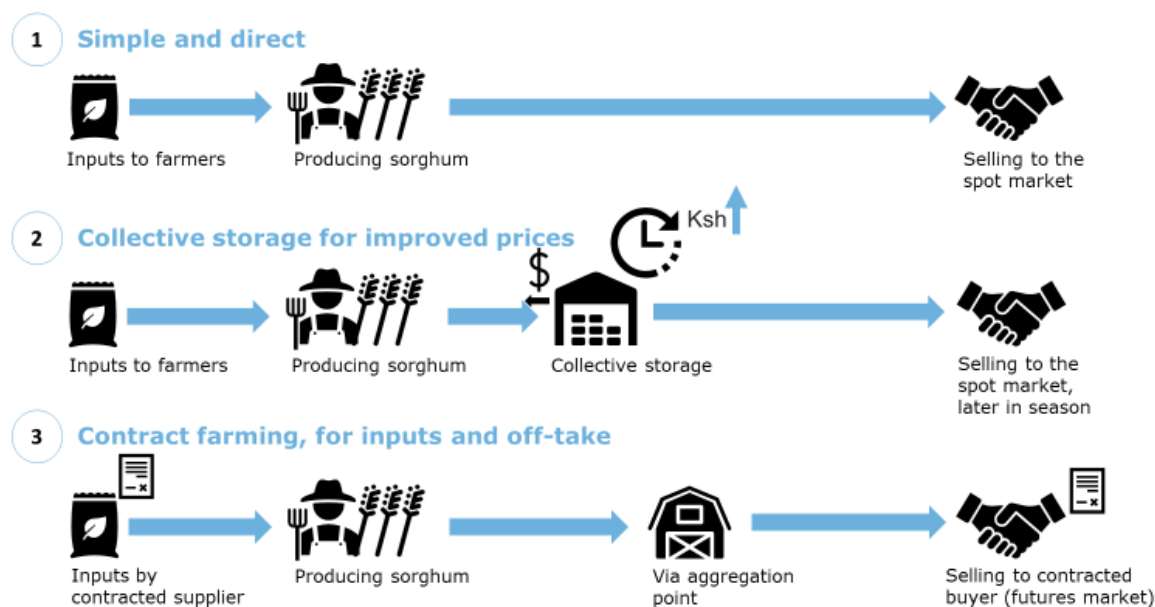 1 Simple and direct
Inputs to farmers
Producing sorghum
Selling to the
spot market
2 Collective storage for improved prices
Ksh
$
Inputs to farmers
Producing sorghum
Collective storage
Selling to the
spot market,
later in season
3 Contract farming, for inputs and off-take
Inputs by
contracted supplier
Producing sorghum
Via aggregation
point
Selling to contracted
buyer (futures market)